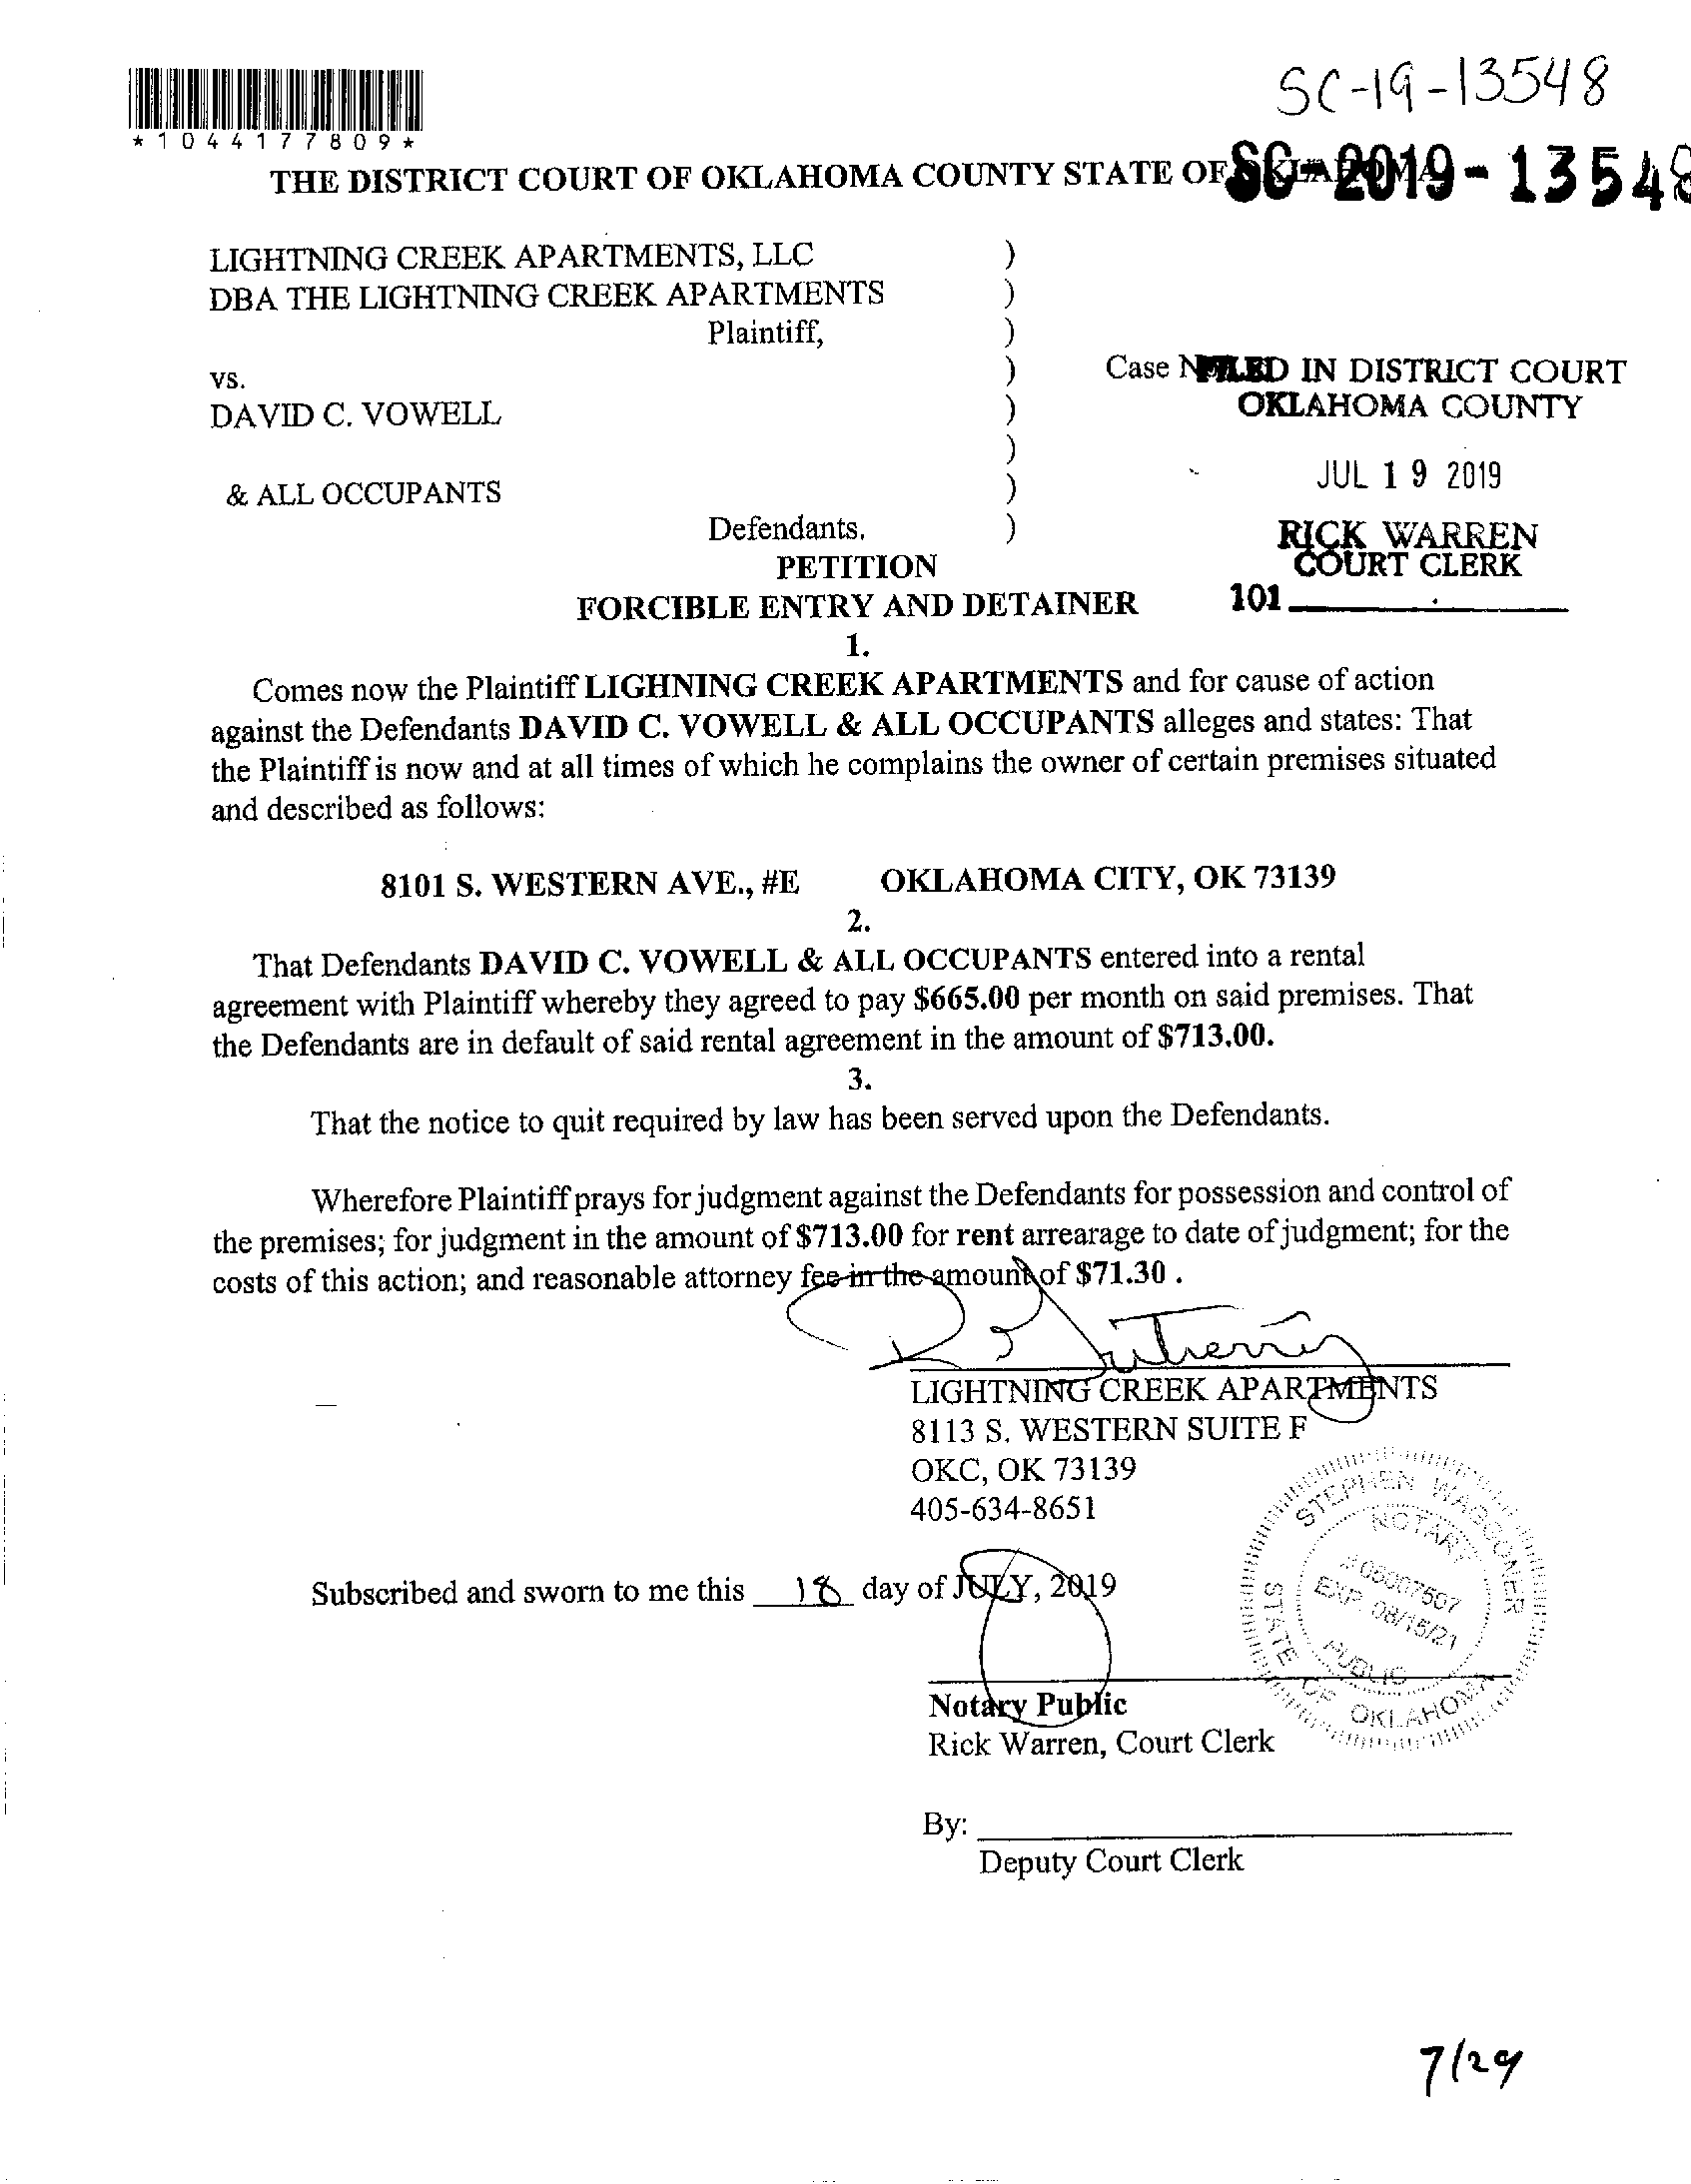 SC-19-13548
*1044177809*
SC-2019-13548
THE DISTRICT COURT OF OKLAHOMA COUNTY STATE OF OKLAHOMA
LIGHTNING CREEK APARTMENTS, LLC )
DBA THE LIGHTNING CREEK APARTMENTS )
Plaintiff, )
vs. ) Case
FILED IN DISTRICT COURT
DAVID C. VOWELL )
OKLAHOMA COUNTY
)
JUL 19 2019
& ALL OCCUPANTS )
Defendants. )
RICK WARREN
COURT CLERK
PETITION
101
FORCIBLE ENTRY AND DETAINER
1.
Comes now the Plaintiff LIGHNING CREEK APARTMENTS and for cause of action
against the Defendants DAVID C. VOWELL & ALL OCCUPANTS alleges and states: That
the Plaintiff is now and at all times of which he complains the owner of certain premises situated
and described as follows:
8101 S. WESTERN AVE., #E OKLAHOMA CITY, OK 73139
2.
That Defendants DAVID C. VOWELL & ALL OCCUPANTS entered into a rental
agreement with Plaintiff whereby they agreed to pay $665.00 per month on said premises. That
the Defendants are in default of said rental agreement in the amount of $713.00.
3.
That the notice to quit required by law has been served upon the Defendants.
Wherefore Plaintiff prays for judgment against the Defendants for possession and control of
the premises; for judgment in the amount of $713.00 for rent arrearage to date of judgment; for the
costs of this action; and reasonable attorney fee in the amount of $71.30 .
LIGHTNING CREEK APARTMENTS
8113 S. WESTERN SUITE F
OKC, OK 73139
405-634-8651
STEPHEN WAGGONER
NOTARY
# 05007507
EXP. 08/15/21
PUBLIC
STATE OF OKLAHOMA
Subscribed and sworn to me this 18 day of JULY, 2019
Notary Public
Rick Warren, Court Clerk
By:
Deputy Court Clerk
7/29